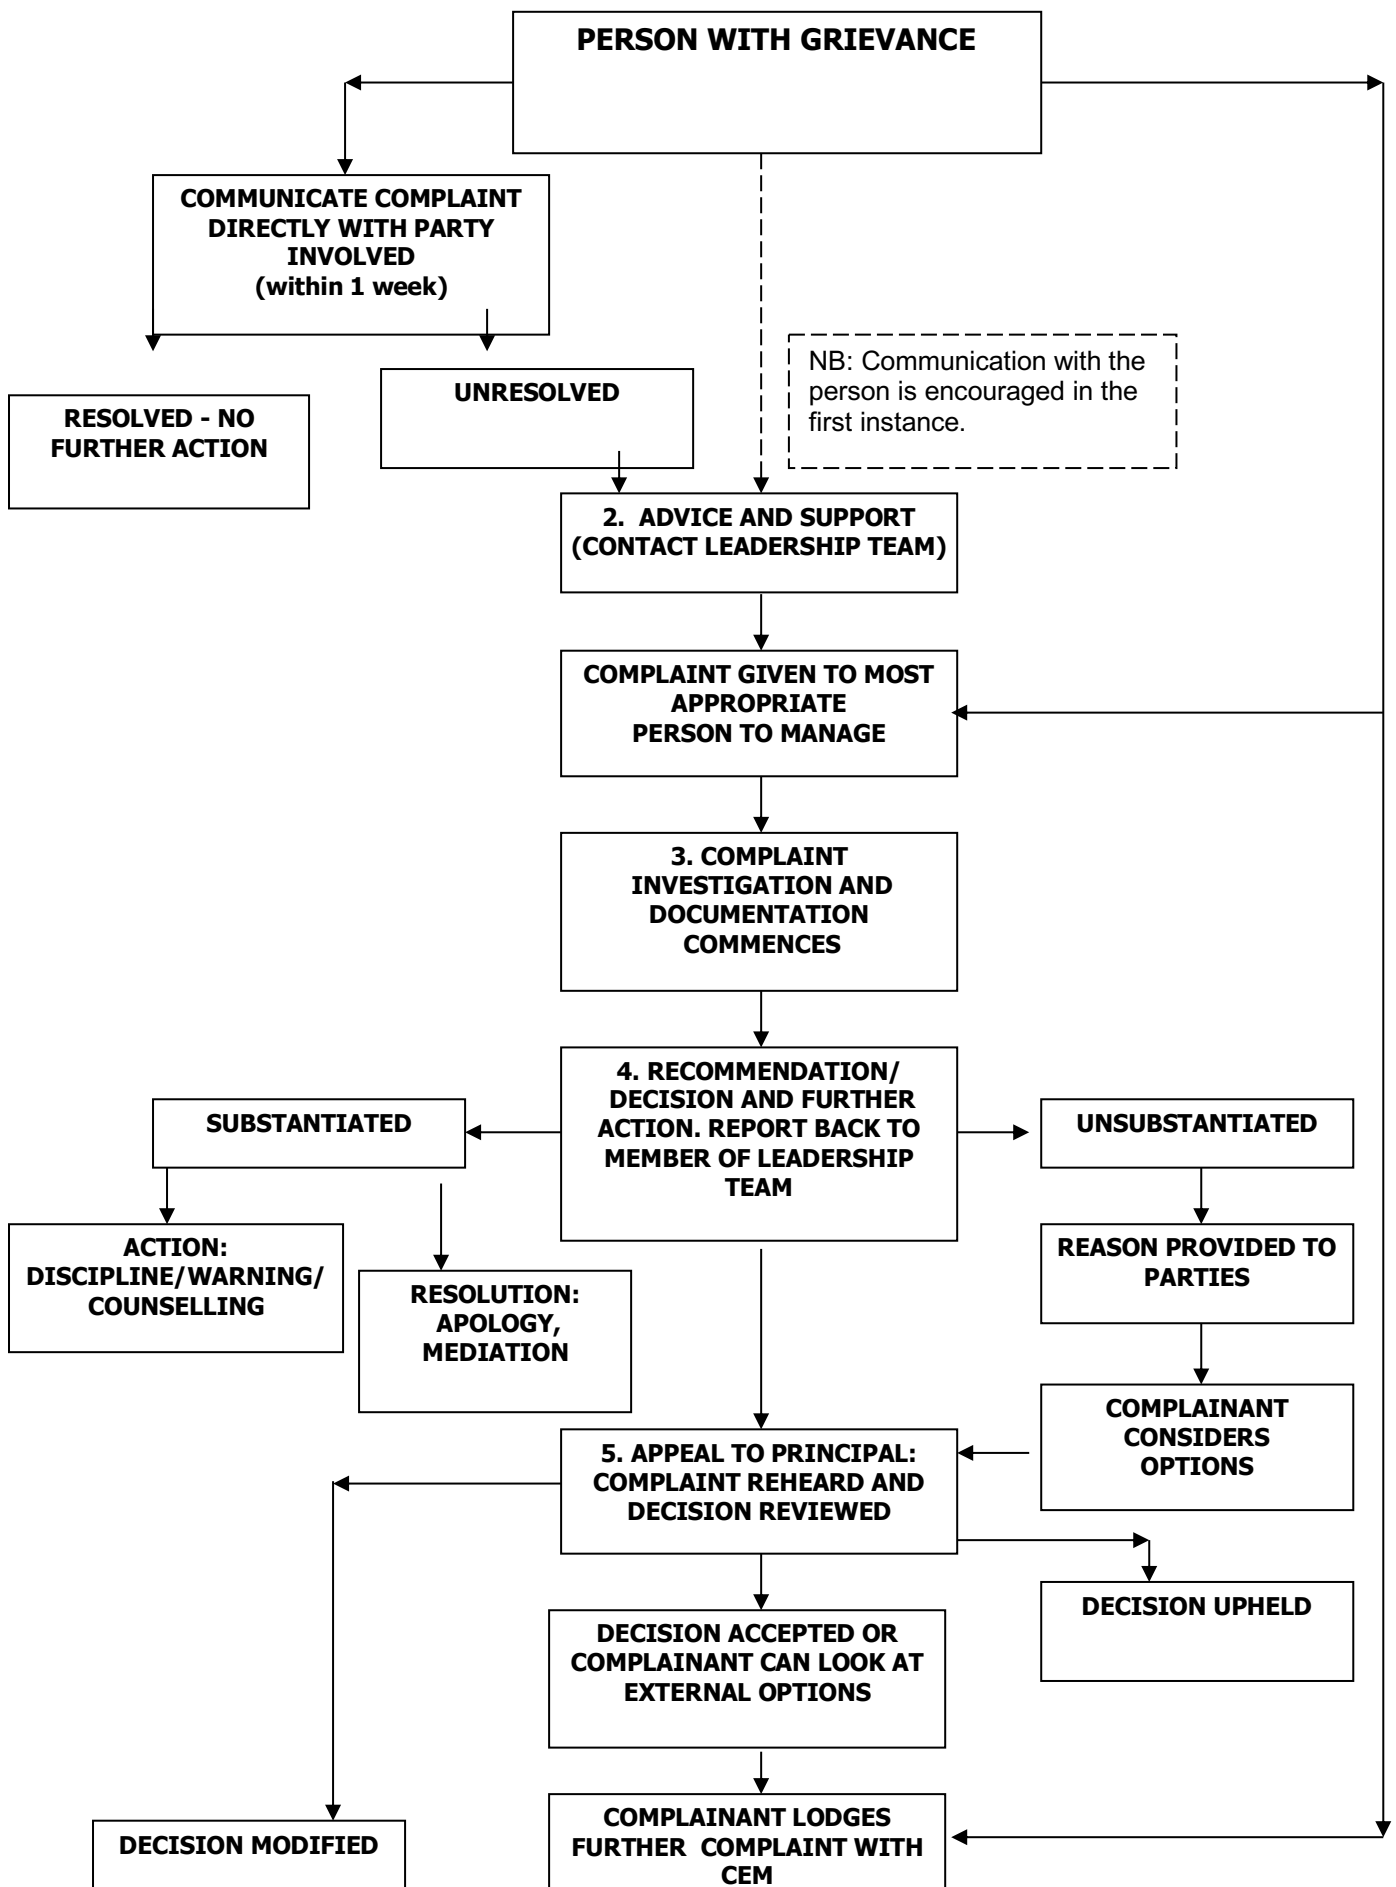 PERSON WITH GRIEVANCE
COMMUNICATE COMPLAINT
DIRECTLY WITH PARTY
INVOLVED
(within 1 week)
NB: Communication with the
person is encouraged in the
first instance.
UNRESOLVED
RESOLVED - NO
FURTHER ACTION
2. ADVICE AND SUPPORT
(CONTACT LEADERSHIP TEAM)
COMPLAINT GIVEN TO MOST
APPROPRIATE
PERSON TO MANAGE
3. COMPLAINT
INVESTIGATION AND
DOCUMENTATION
COMMENCES
4. RECOMMENDATION/
DECISION AND FURTHER
ACTION. REPORT BACK TO
MEMBER OF LEADERSHIP
TEAM
SUBSTANTIATED
UNSUBSTANTIATED
ACTION:
DISCIPLINE/WARNING/
COUNSELLING
RESOLUTION:
APOLOGY,
MEDIATION
REASON PROVIDED TO
PARTIES
COMPLAINANT
CONSIDERS
OPTIONS
5. APPEAL TO PRINCIPAL:
COMPLAINT REHEARD AND
DECISION REVIEWED
DECISION UPHELD
DECISION ACCEPTED OR
COMPLAINANT CAN LOOK AT
EXTERNAL OPTIONS
DECISION MODIFIED
COMPLAINANT LODGES
FURTHER COMPLAINT WITH
CEM